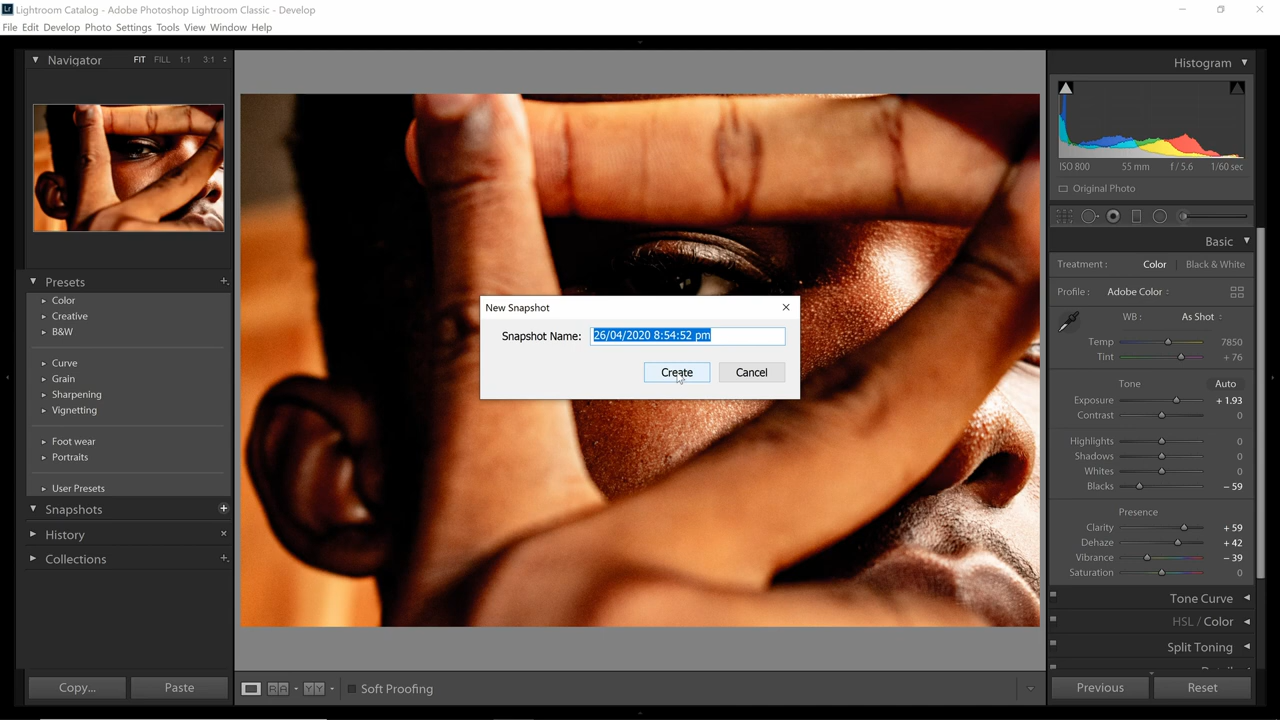 Lightroom Catalog - Adobe Photoshop Lightroom Classic - Develop
File Edit Develop Photo Settings Tools View Window Help
Navigator FIT FILL 1:1 3:1
Presets
Color
Creative
B&W
Curve
Grain
Sharpening
Vignetting
Foot wear
Portraits
User Presets
Snapshots
History
Collections
Copy... Paste
New Snapshot
Snapshot Name: 26/04/2020 8:54:52 pm
Create Cancel
Soft Proofing
Histogram
ISO 800 55 mm f / 5.6 1/60 sec
Original Photo
Basic
Treatment : Color Black & White
Profile : Adobe Color
WB : As Shot
Temp 7850
Tint + 76
Tone Auto
Exposure + 1.93
Contrast 0
Highlights 0
Shadows 0
Whites 0
Blacks – 59
Presence
Clarity + 59
Dehaze + 42
Vibrance – 39
Saturation 0
Tone Curve
HSL / Color
Split Toning
Previous Reset